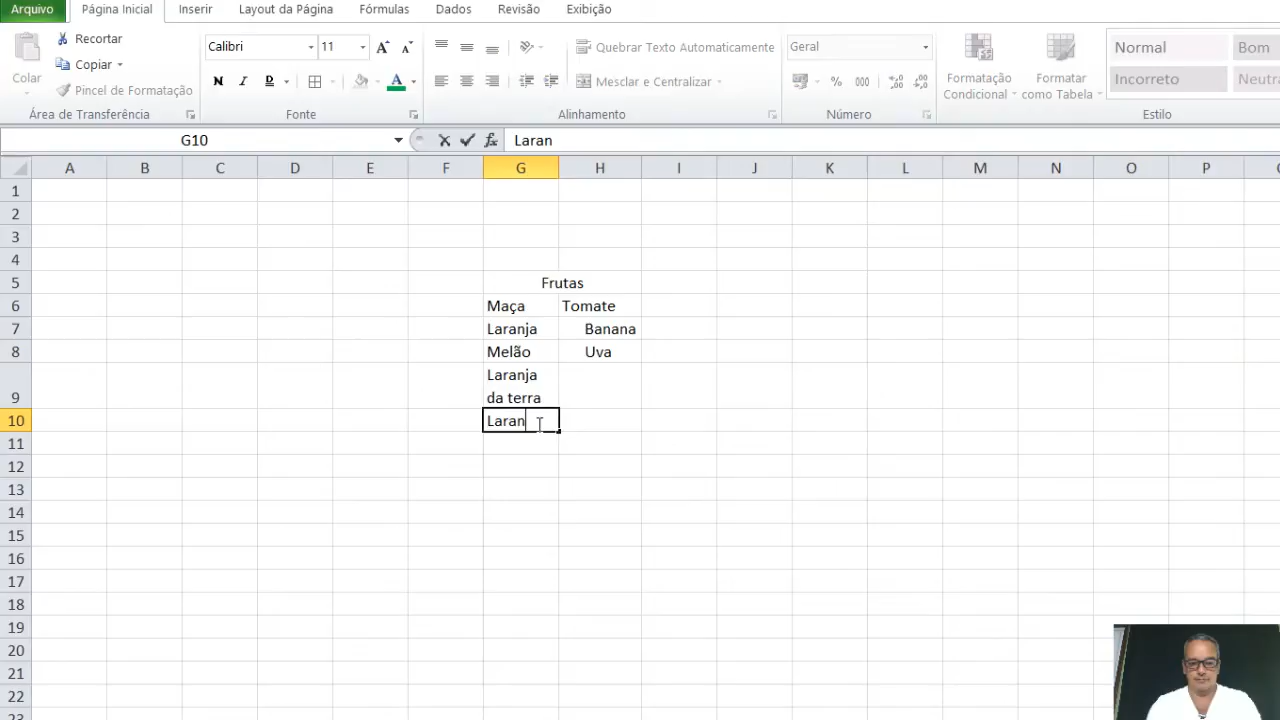 Arquivo Página Inicial Inserir Layout da Página Fórmulas Dados Revisão Exibição
Colar
Recortar
Copiar
Pincel de Formatação
Área de Transferência
Calibri 11
A A
N I S A
Fonte
Quebrar Texto Automaticamente
Mesclar e Centralizar
Alinhamento
Geral
% 000
Número
Formatação Condicional
Formatar como Tabela
Normal Bom
Incorreto Neutra
Estilo
G10 fx Laran
A B C D E F G H I J K L M N O P
1
2
3
4
5 Frutas
6 Maça Tomate
7 Laranja Banana
8 Melão Uva
Laranja
9 da terra
10 Laran
11
12
13
14
15
16
17
18
19
20
21
22
23